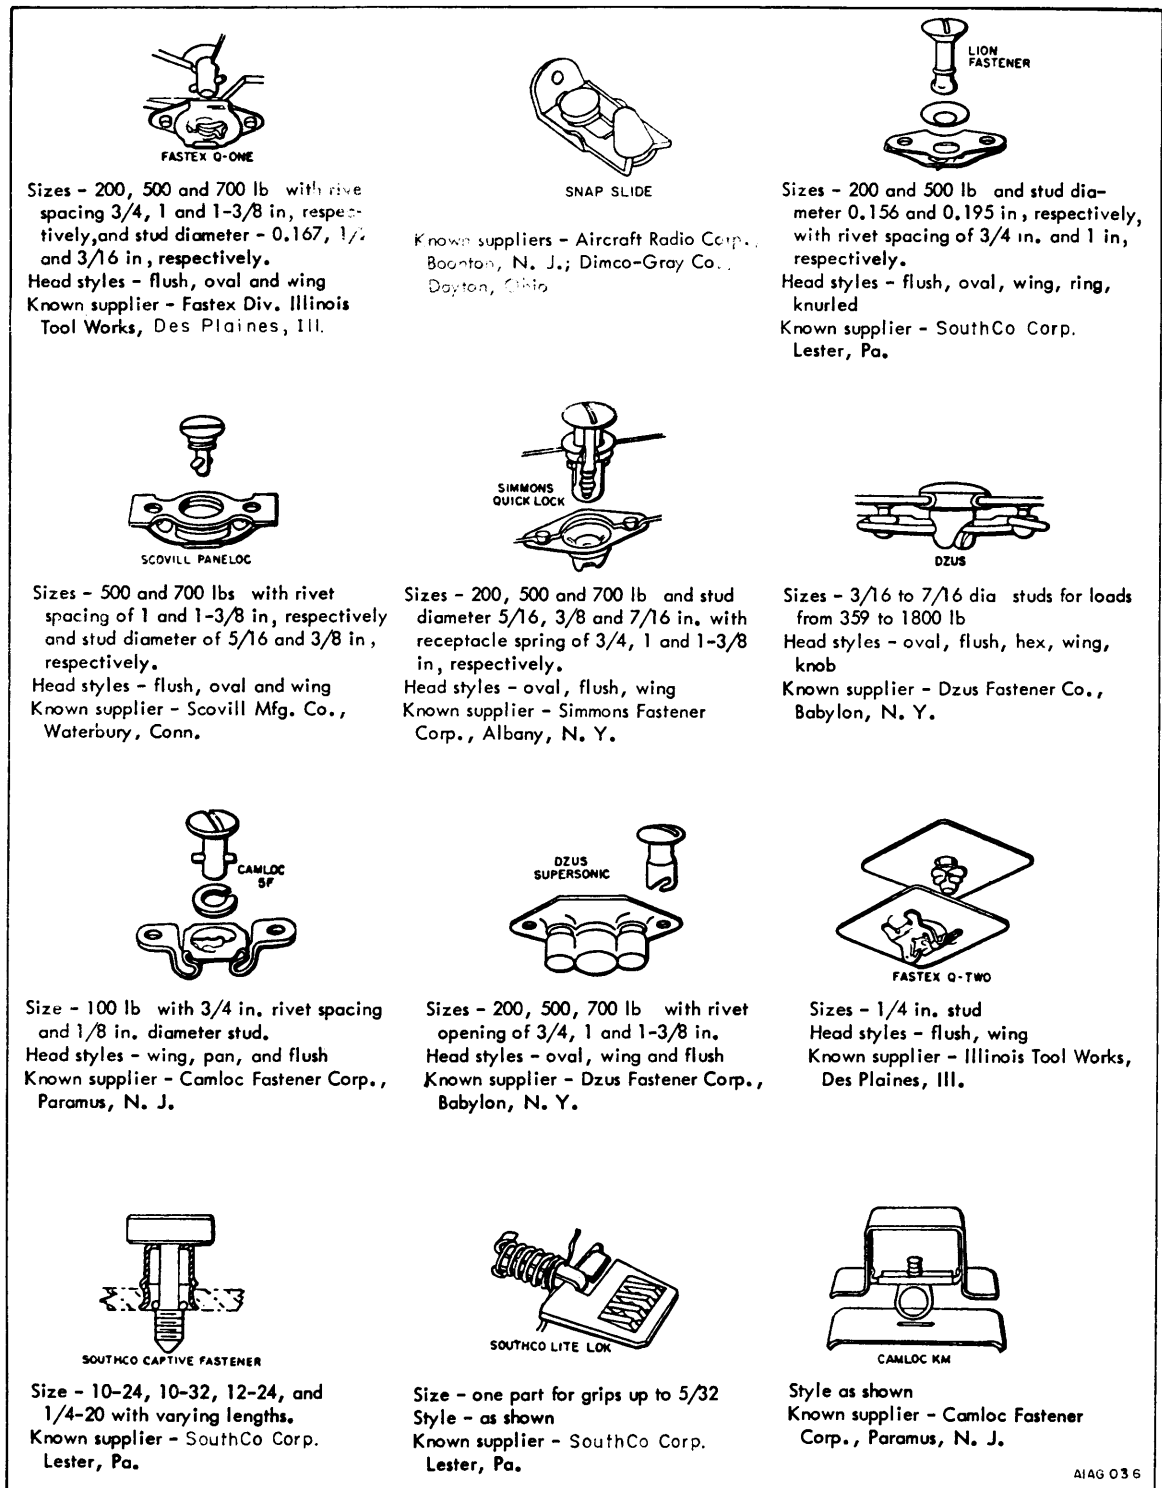 FASTEX Q-ONE
Sizes - 200, 500 and 700 lb with rive
spacing 3/4, 1 and 1-3/8 in, respec-
tively,and stud diameter - 0.167,
and 3/16 in, respectively.
Head styles - flush, oval and wing
Known supplier - Fastex Div. Illinois
Tool Works, Des Plaines, Ill.
SNAP SLIDE
Known suppliers - Aircraft Radio Corp.,
Boonton, N. J.; Dimco-Gray Co.,
Dayton, Ohio
LION
FASTENER
Sizes - 200 and 500 lb and stud dia-
meter 0.156 and 0.195 in, respectively,
with rivet spacing of 3/4 in. and 1 in,
respectively.
Head styles - flush, oval, wing, ring,
knurled
Known supplier - SouthCo Corp.
Lester, Pa.
SCOVILL PANELOC
Sizes - 500 and 700 lbs with rivet
spacing of 1 and 1-3/8 in, respectively
and stud diameter of 5/16 and 3/8 in,
respectively.
Head styles - flush, oval and wing
Known supplier - Scovill Mfg. Co.,
Waterbury, Conn.
SIMMONS
QUICK LOCK
Sizes - 200, 500 and 700 lb and stud
diameter 5/16, 3/8 and 7/16 in. with
receptacle spring of 3/4, 1 and 1-3/8
in, respectively.
Head styles - oval, flush, wing
Known supplier - Simmons Fastener
Corp., Albany, N. Y.
DZUS
Sizes - 3/16 to 7/16 dia studs for loads
from 359 to 1800 lb
Head styles - oval, flush, hex, wing,
knob
Known supplier - Dzus Fastener Co.,
Babylon, N. Y.
CAMLOC
5F
Size - 100 lb with 3/4 in. rivet spacing
and 1/8 in. diameter stud.
Head styles - wing, pan, and flush
Known supplier - Camloc Fastener Corp.,
Paramus, N. J.
DZUS
SUPERSONIC
Sizes - 200, 500, 700 lb with rivet
opening of 3/4, 1 and 1-3/8 in.
Head styles - oval, wing and flush
Known supplier - Dzus Fastener Corp.,
Babylon, N. Y.
FASTEX Q-TWO
Sizes - 1/4 in. stud
Head styles - flush, wing
Known supplier - Illinois Tool Works,
Des Plaines, Ill.
SOUTHCO CAPTIVE FASTENER
Size - 10-24, 10-32, 12-24, and
1/4-20 with varying lengths.
Known supplier - SouthCo Corp.
Lester, Pa.
SOUTHCO LITE LOK
Size - one part for grips up to 5/32
Style - as shown
Known supplier - SouthCo Corp.
Lester, Pa.
CAMLOC KM
Style as shown
Known supplier - Camloc Fastener
Corp., Paramus, N. J.
AIAG 036